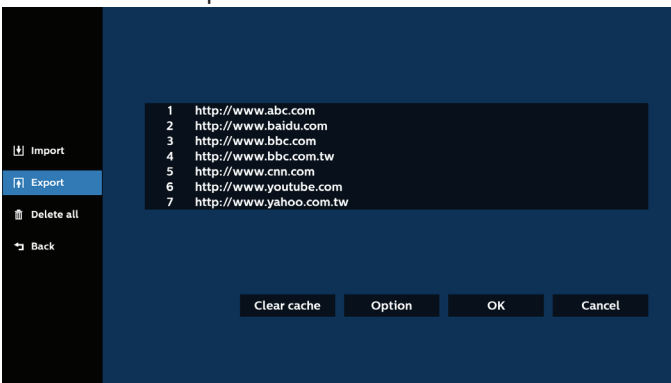 Import
Export
Delete all
Back
1 http://www.abc.com
2 http://www.baidu.com
3 http://www.bbc.com
4 http://www.bbc.com.tw
5 http://www.cnn.com
6 http://www.youtube.com
7 http://www.yahoo.com.tw
Clear cache Option OK Cancel